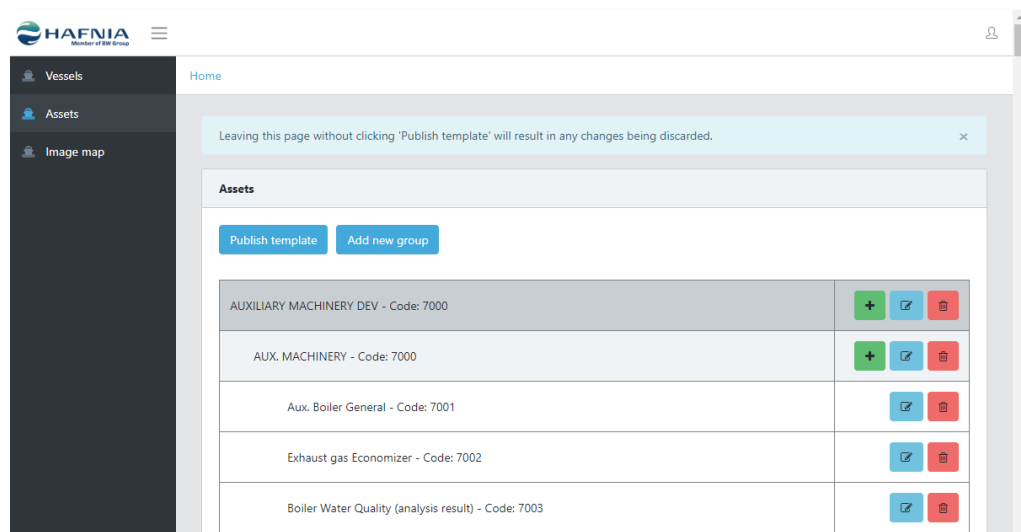 HAFNIA
Member of BW Group
Vessels
Assets
Image map
Home
Leaving this page without clicking 'Publish template' will result in any changes being discarded.
×
Assets
Publish template
Add new group
AUXILIARY MACHINERY DEV - Code: 7000
AUX. MACHINERY - Code: 7000
Aux. Boiler General - Code: 7001
Exhaust gas Economizer - Code: 7002
Boiler Water Quality (analysis result) - Code: 7003